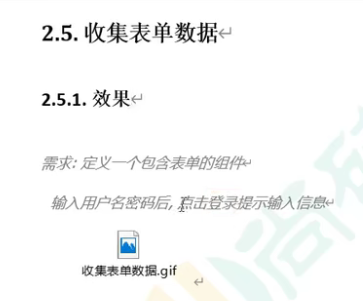 2.5. 收集表单数据
2.5.1. 效果
需求: 定义一个包含表单的组件
输入用户名密码后, 点击登录提示输入信息
收集表单数据.gif